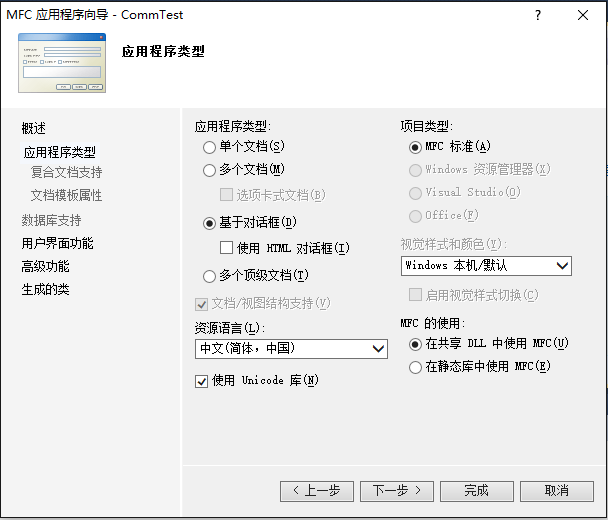 MFC 应用程序向导 - CommTest
?
应用程序类型
概述
应用程序类型
复合文档支持
文档模板属性
数据库支持
用户界面功能
高级功能
生成的类
应用程序类型:
单个文档(S)
多个文档(M)
选项卡式文档(B)
基于对话框(D)
使用 HTML 对话框(I)
多个顶级文档(T)
文档/视图结构支持(V)
资源语言(L):
中文(简体，中国)
使用 Unicode 库(N)
项目类型:
MFC 标准(A)
Windows 资源管理器(X)
Visual Studio(O)
Office(F)
视觉样式和颜色(Y):
Windows 本机/默认
启用视觉样式切换(C)
MFC 的使用:
在共享 DLL 中使用 MFC(U)
在静态库中使用 MFC(E)
< 上一步
下一步 >
完成
取消